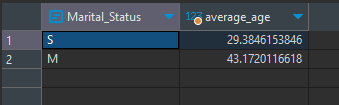 Marital_Status 123 average_age
1 S 29.3846153846
2 M 43.1720116618